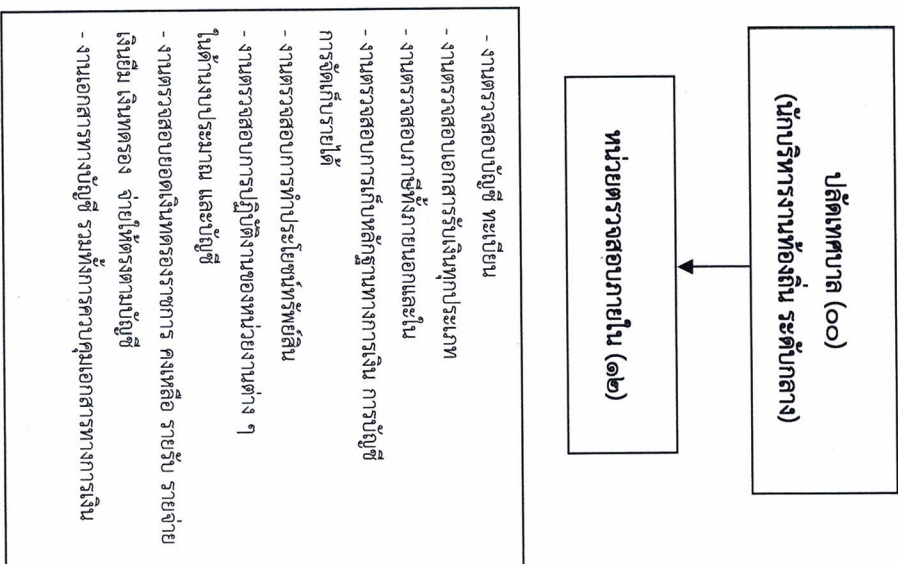 ปลัดเทศบาล (๐๐)
(นักบริหารงานท้องถิ่น ระดับกลาง)
หน่วยตรวจสอบภายใน (๑๒)
- งานตรวจสอบบัญชี ทะเบียน
- งานตรวจสอบเอกสารรับเงินทุกประเภท
- งานตรวจสอบภาษีทั้งภายนอกและใน
- งานตรวจสอบการเก็บหลักฐานทางการเงิน การบัญชี
การจัดเก็บรายได้
- งานตรวจสอบการทำประโยชน์ทรัพย์สิน
- งานตรวจสอบการปฏิบัติงานของหน่วยงานต่าง ๆ
ในด้านงบประมาณ และบัญชี
- งานตรวจสอบยอดเงินทดรองราชการ คงเหลือ รายรับ รายจ่าย
เงินยืม เงินทดรอง จ่ายให้ตรงตามบัญชี
- งานเอกสารทางบัญชี รวมทั้งการควบคุมเอกสารทางการเงิน